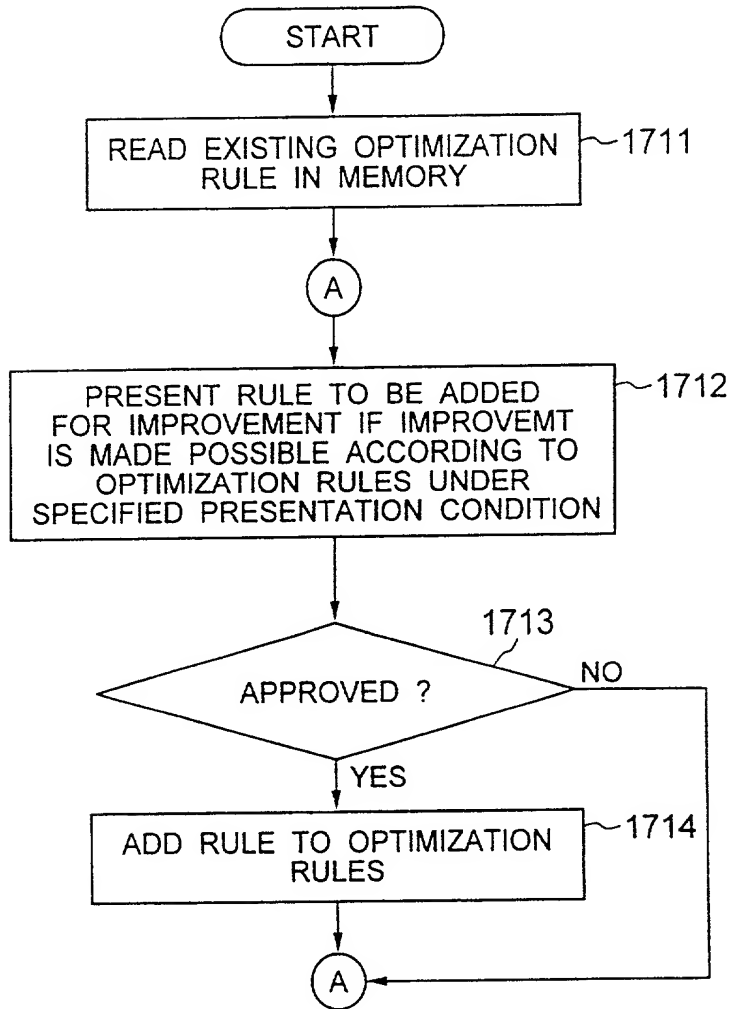 START
READ EXISTING OPTIMIZATION
RULE IN MEMORY
1711
A
PRESENT RULE TO BE ADDED
FOR IMPROVEMENT IF IMPROVEMT
IS MADE POSSIBLE ACCORDING TO
OPTIMIZATION RULES UNDER
SPECIFIED PRESENTATION CONDITION
1712
1713
APPROVED ?
NO
YES
ADD RULE TO OPTIMIZATION
RULES
1714
A